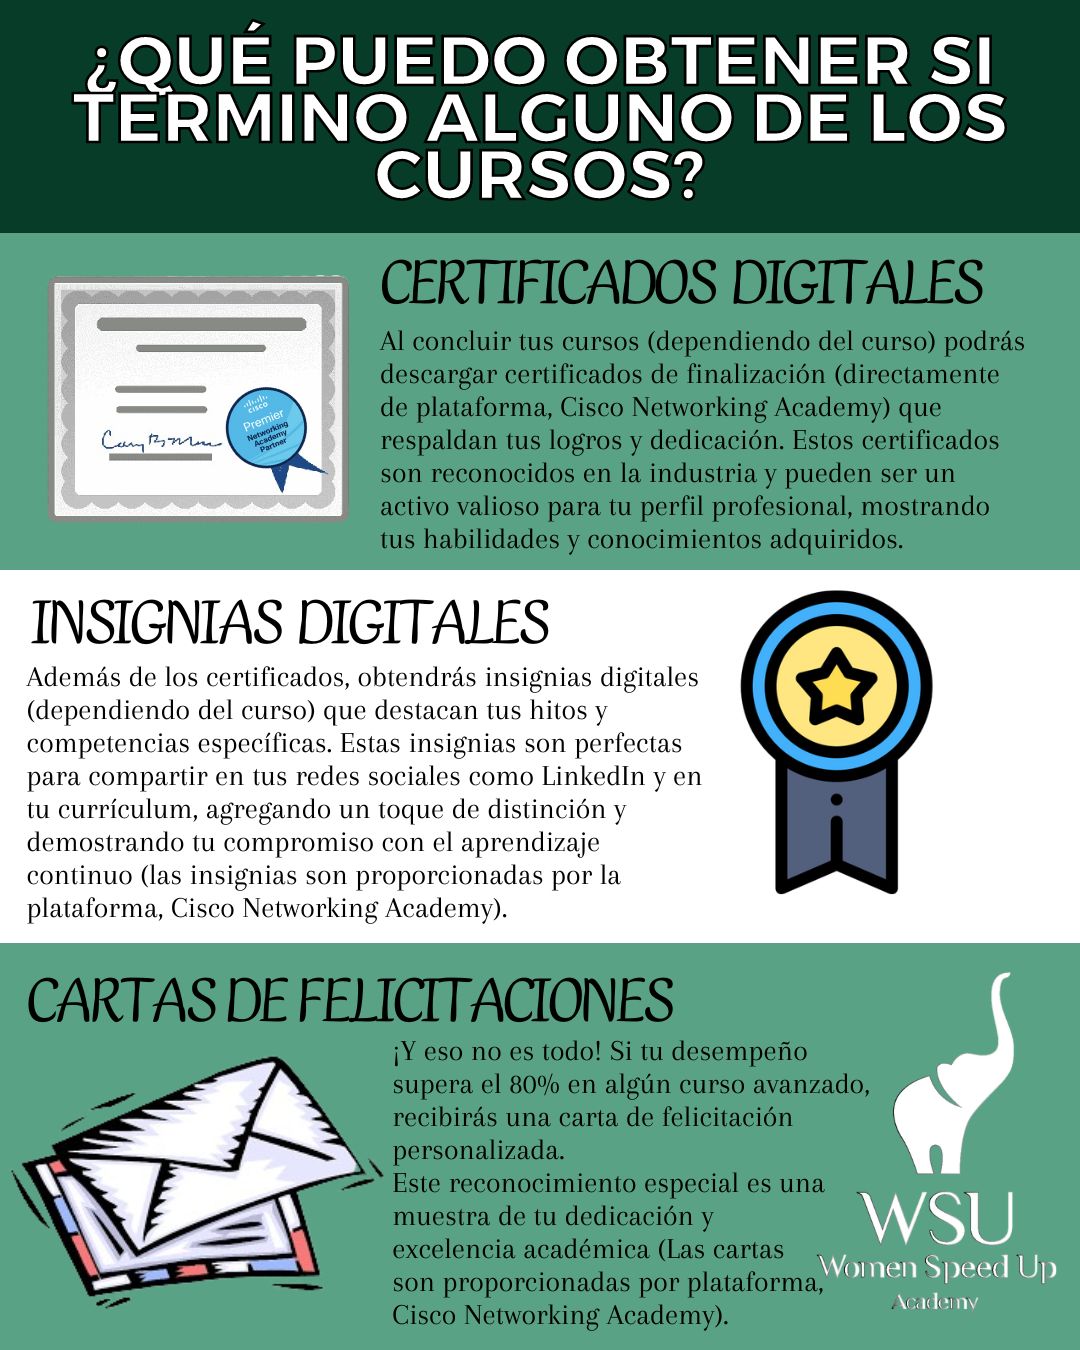 ¿QUÉ PUEDO OBTENER SI
TERMINO ALGUNO DE LOS
CURSOS?
CERTIFICADOS DIGITALES
Al concluir tus cursos (dependiendo del curso) podrás
descargar certificados de finalización (directamente
de plataforma, Cisco Networking Academy) que
respaldan tus logros y dedicación. Estos certificados
son reconocidos en la industria y pueden ser un
activo valioso para tu perfil profesional, mostrando
tus habilidades y conocimientos adquiridos.
CISCO
Premier
Networking
Academy
Partner
INSIGNIAS DIGITALES
Además de los certificados, obtendrás insignias digitales
(dependiendo del curso) que destacan tus hitos y
competencias específicas. Estas insignias son perfectas
para compartir en tus redes sociales como LinkedIn y en
tu currículum, agregando un toque de distinción y
demostrando tu compromiso con el aprendizaje
continuo (las insignias son proporcionadas por la
plataforma, Cisco Networking Academy).
CARTAS DE FELICITACIONES
¡Y eso no es todo! Si tu desempeño
supera el 80% en algún curso avanzado,
recibirás una carta de felicitación
personalizada.
Este reconocimiento especial es una
muestra de tu dedicación y
excelencia académica (Las cartas
son proporcionadas por plataforma,
Cisco Networking Academy).
WSU
Women Speed Up
Academy